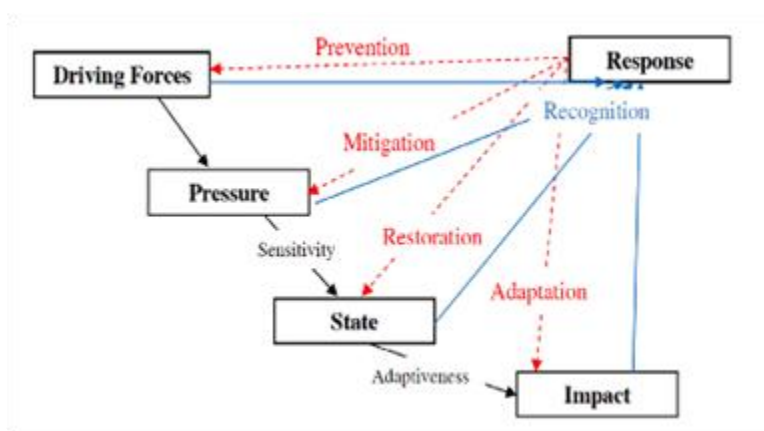 Prevention
Response
Driving Forces
Recognition
Mitigation
Pressure
Restoration
Sensitivity
Adaptation
State
Adaptiveness
Impact